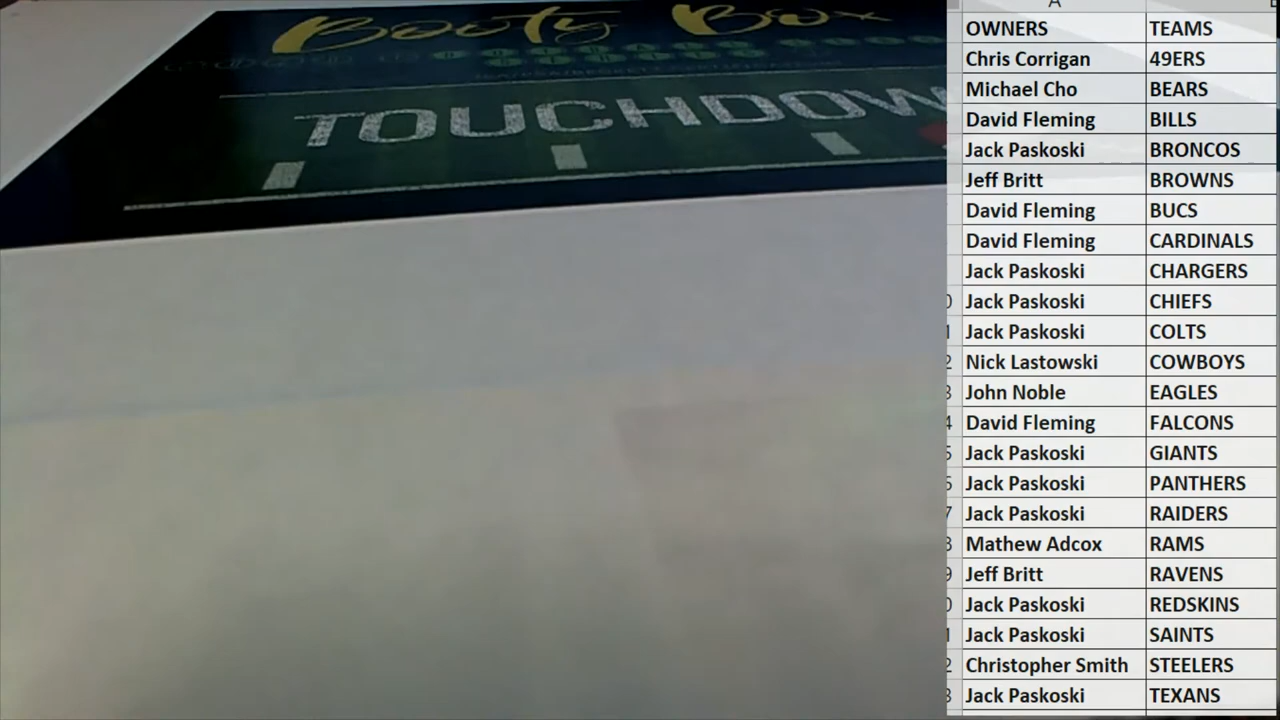 Booty Box
TOUCHDOW
OWNERS TEAMS
Chris Corrigan 49ERS
Michael Cho BEARS
David Fleming BILLS
Jack Paskoski BRONCOS
Jeff Britt BROWNS
David Fleming BUCS
David Fleming CARDINALS
Jack Paskoski CHARGERS
Jack Paskoski CHIEFS
Jack Paskoski COLTS
Nick Lastowski COWBOYS
John Noble EAGLES
David Fleming FALCONS
Jack Paskoski GIANTS
Jack Paskoski PANTHERS
Jack Paskoski RAIDERS
Mathew Adcox RAMS
Jeff Britt RAVENS
Jack Paskoski REDSKINS
Jack Paskoski SAINTS
Christopher Smith STEELERS
Jack Paskoski TEXANS